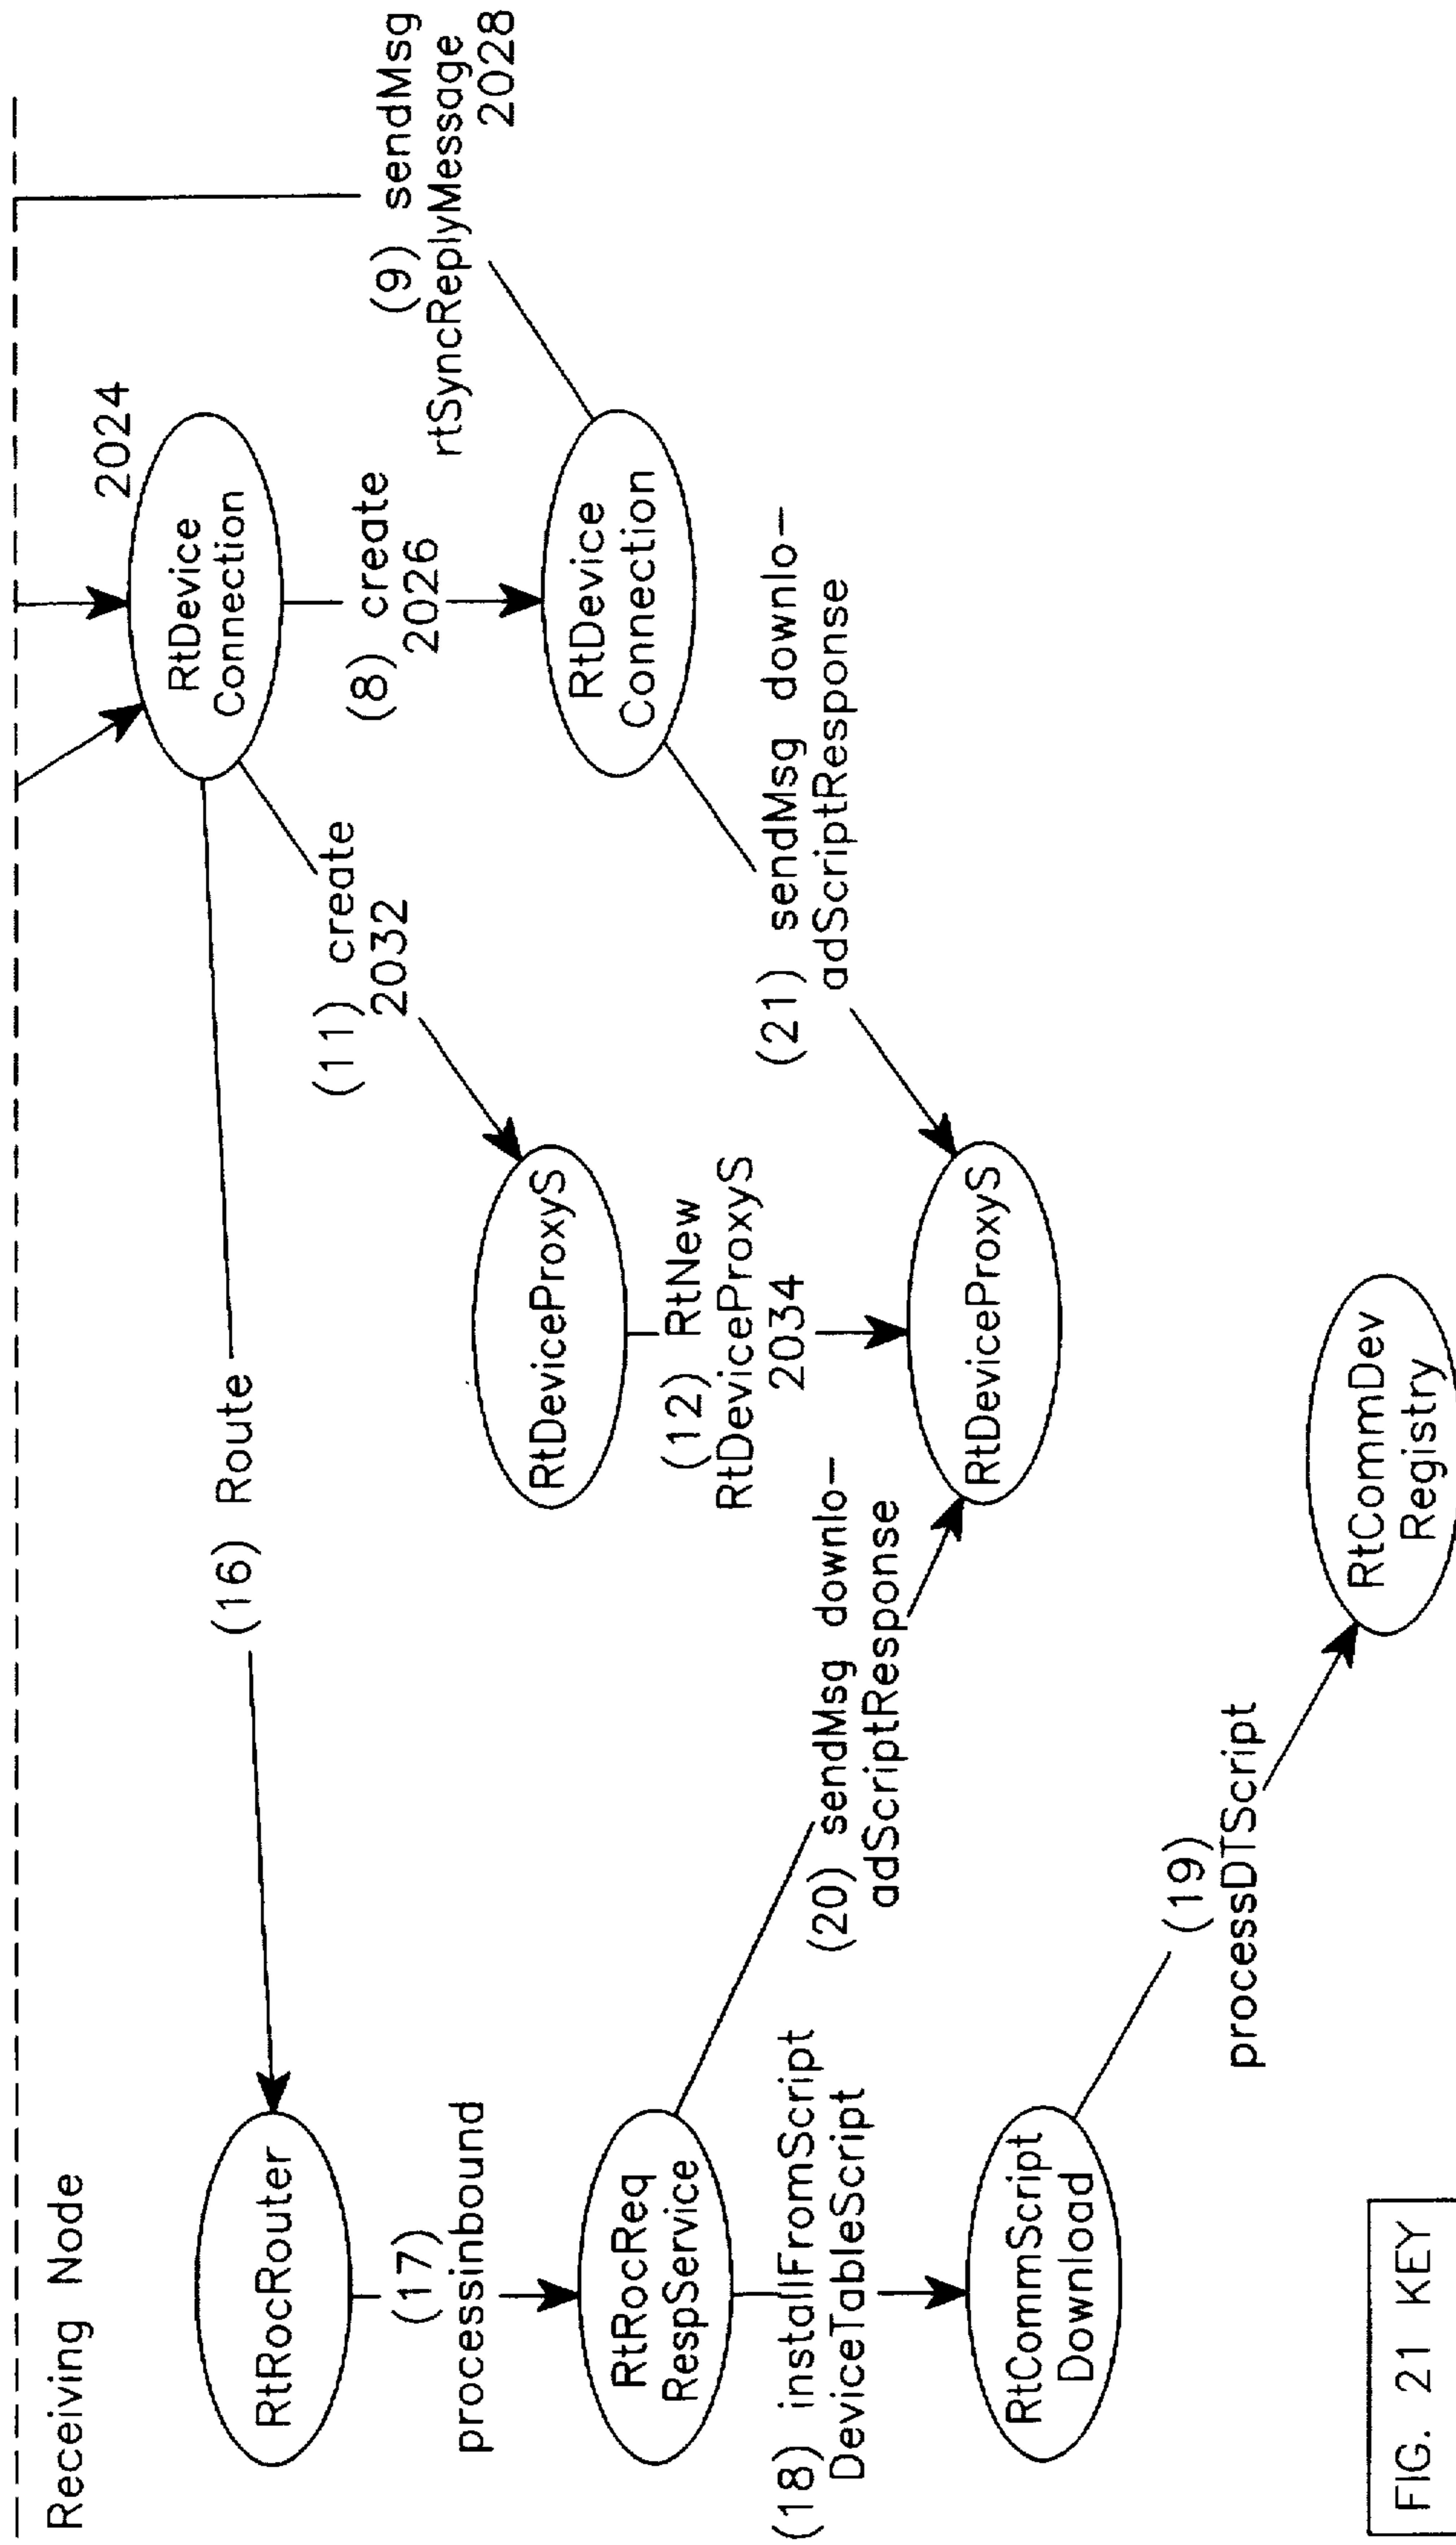 Receiving Node
2024
RtDevice
Connection
(9) sendMsg
rtSyncReplyMessage
2028
(8) create
2026
RtDevice
Connection
(11) create
2032
(16) Route
RtRocRouter
(17)
processinbound
RtRocReq
RespService
RtDeviceProxyS
(12) RtNew
RtDeviceProxyS
2034
RtDeviceProxyS
(21) sendMsg downlo-
adScriptResponse
(20) sendMsg downlo-
adScriptResponse
(18) installFromScript
DeviceTableScript
RtCommScript
Download
(19)
processDTScript
RtCommDev
Registry
FIG. 21 KEY